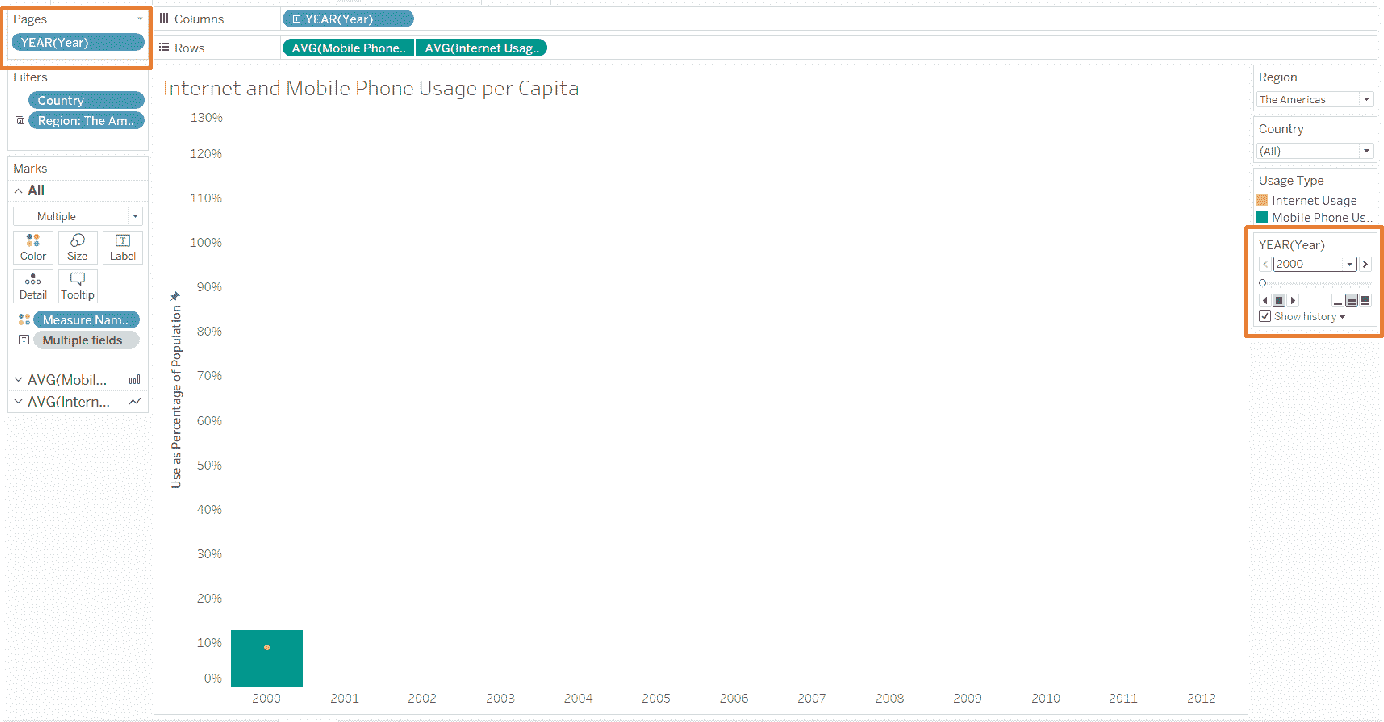 Pages
YEAR(Year)
Columns
YEAR(Year)
Rows
AVG(Mobile Phone..
AVG(Internet Usag..
Filters
Country
Region: The Am..
Marks
All
Multiple
Color
Size
Label
Detail
Tooltip
Measure Nam..
Multiple fields
AVG(Mobil...
AVG(Intern...
Internet and Mobile Phone Usage per Capita
Use as Percentage of Population
130%
120%
110%
100%
90%
80%
70%
60%
50%
40%
30%
20%
10%
0%
2000 2001 2002 2003 2004 2005 2006 2007 2008 2009 2010 2011 2012
Region
The Americas
Country
(All)
Usage Type
Internet Usage
Mobile Phone Us...
YEAR(Year)
2000
Show history